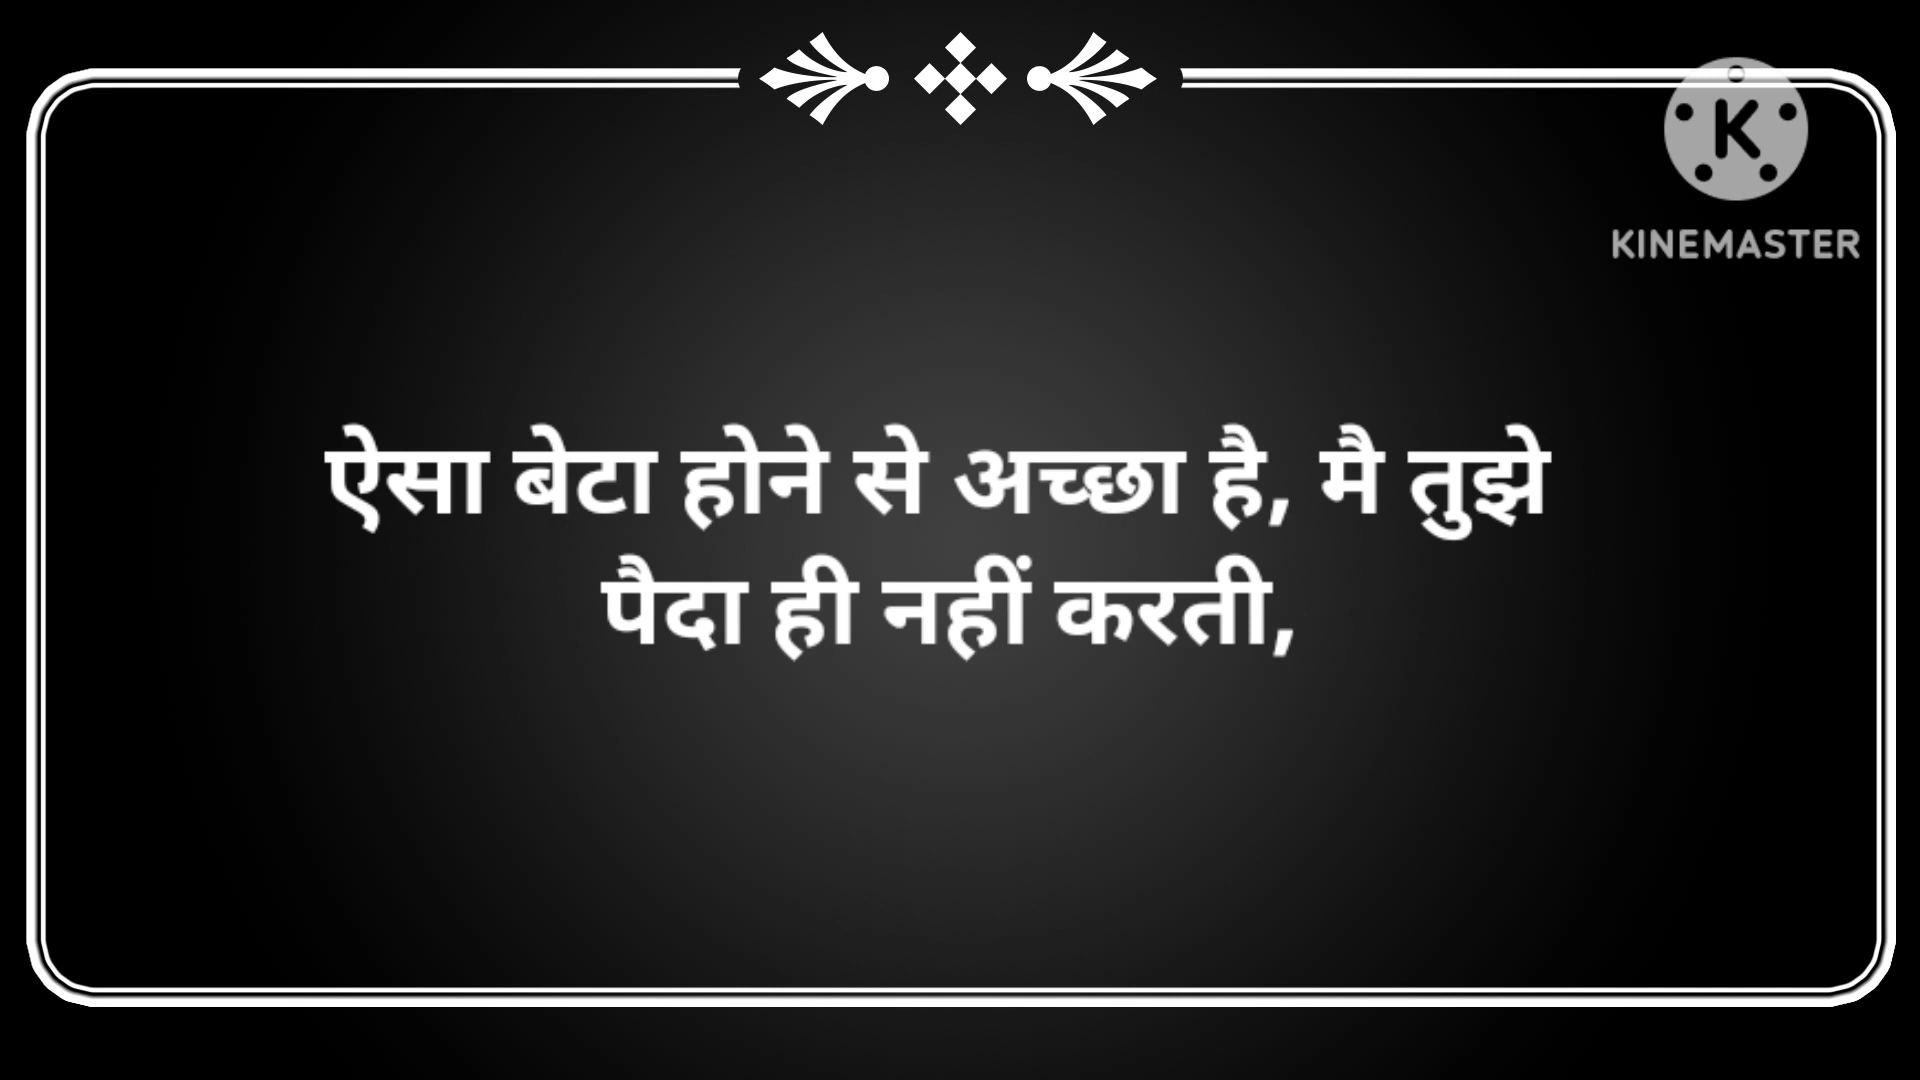 KINEMASTER
ऐसा बेटा होने से अच्छा है, मै तुझे
पैदा ही नहीं करती,